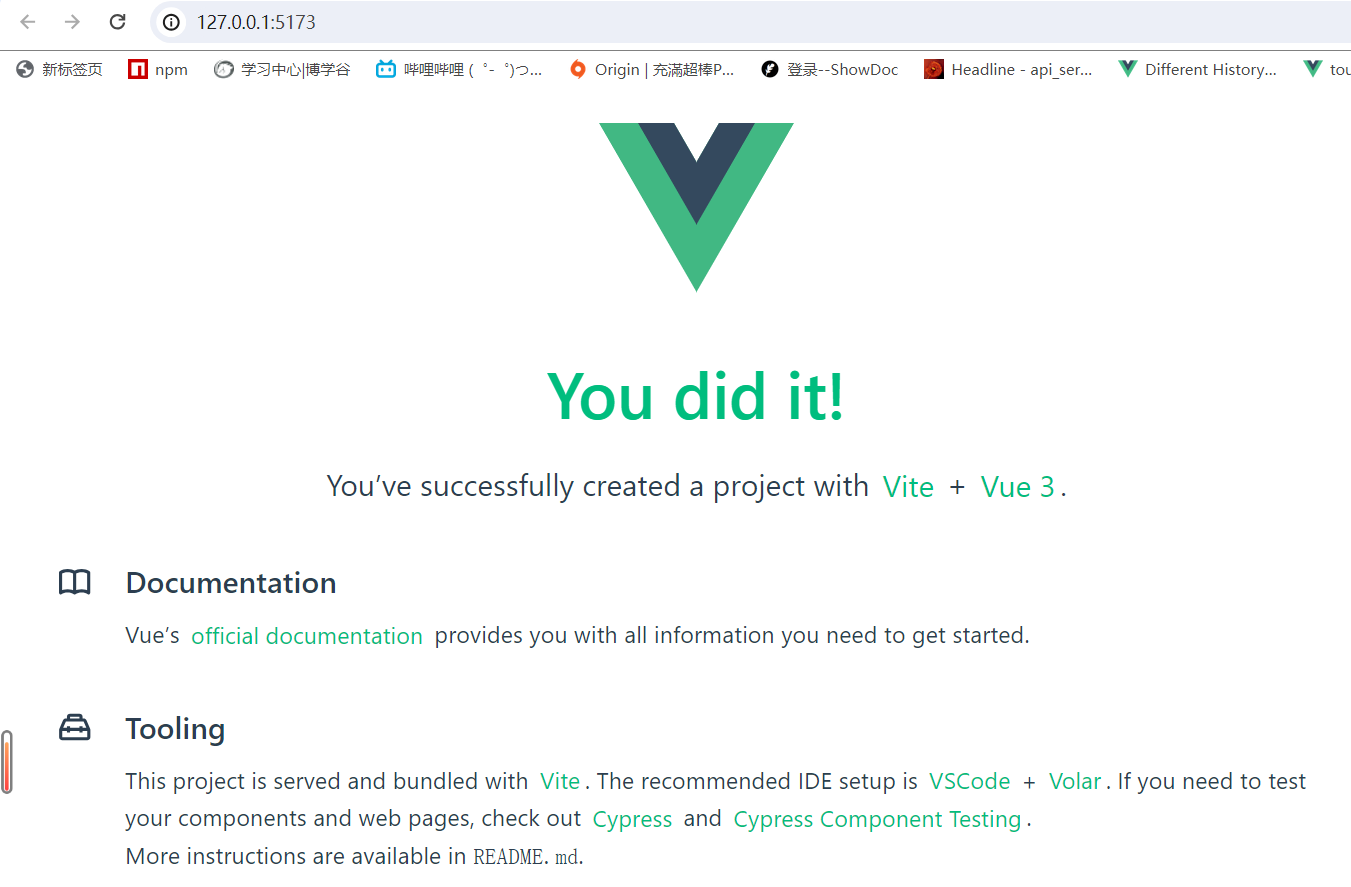 127.0.0.1:5173
新标签页 npm 学习中心|博学谷 哔哩哔哩 ( ゜- ゜)つ... Origin | 充滿超棒P... 登录--ShowDoc Headline - api_ser... Different History... tou
You did it!
You’ve successfully created a project with Vite + Vue 3.
Documentation
Vue’s official documentation provides you with all information you need to get started.
Tooling
This project is served and bundled with Vite. The recommended IDE setup is VSCode + Volar. If you need to test
your components and web pages, check out Cypress and Cypress Component Testing.
More instructions are available in README.md.